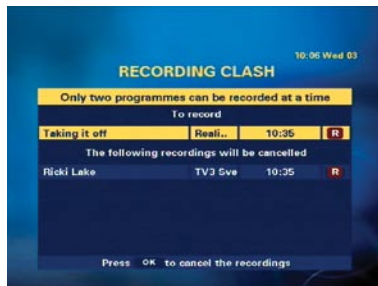 10:06 Wed 03
RECORDING CLASH
Only two programmes can be recorded at a time
To record
Taking it off Reali.. 10:35 R
The following recordings will be cancelled
Ricki Lake TV3 Sve 10:35 R
Press OK to cancel the recordings